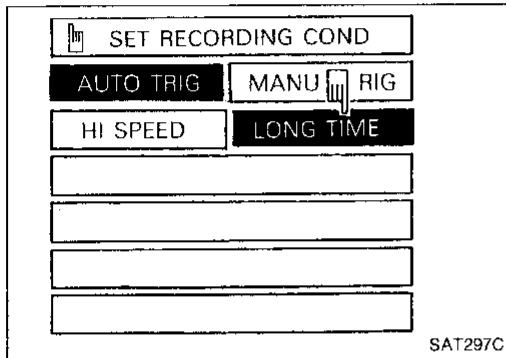 SET RECORDING COND
AUTO TRIG MANU RIG
HI SPEED LONG TIME
SAT297C